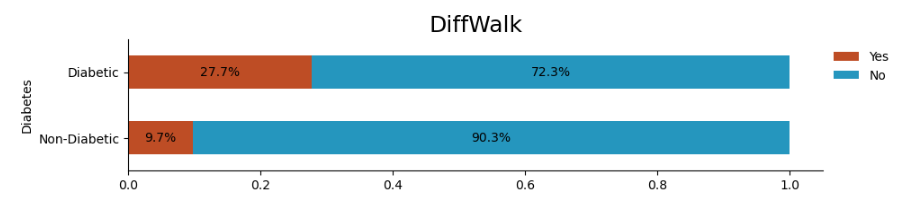 DiffWalk
Diabetes
Diabetic
27.7%
72.3%
Non-Diabetic
9.7%
90.3%
0.0
0.2
0.4
0.6
0.8
1.0
Yes
No